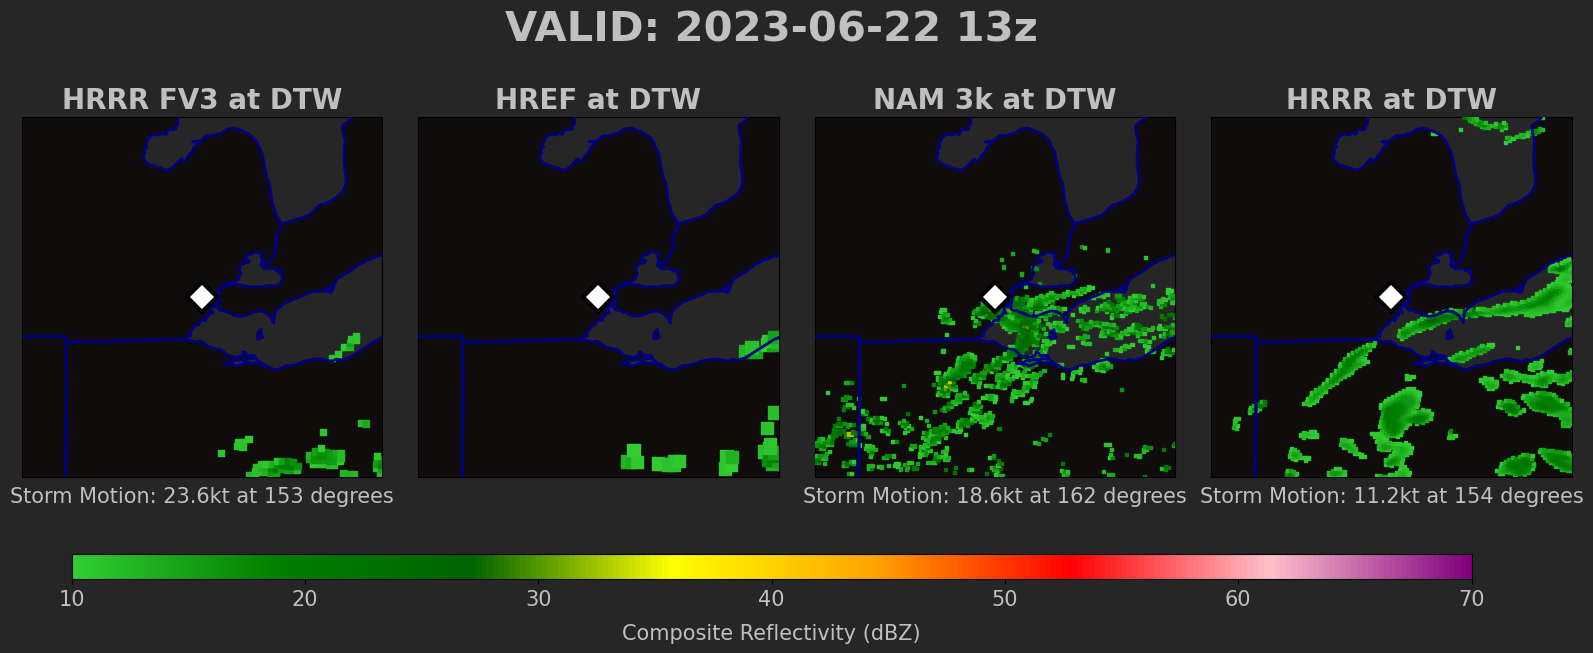 VALID: 2023-06-22 13z
HRRR FV3 at DTW
HREF at DTW
NAM 3k at DTW
HRRR at DTW
Storm Motion: 23.6kt at 153 degrees
Storm Motion: 18.6kt at 162 degrees
Storm Motion: 11.2kt at 154 degrees
10 20 30 40 50 60 70
Composite Reflectivity (dBZ)